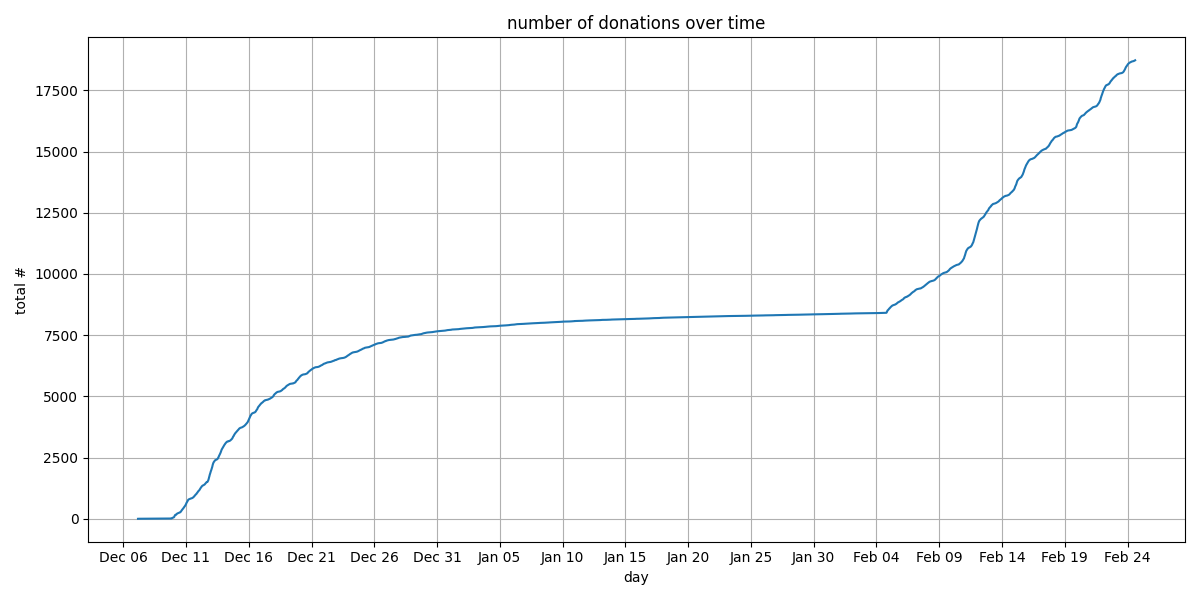 number of donations over time
total #
17500
15000
12500
10000
7500
5000
2500
0
Dec 06 Dec 11 Dec 16 Dec 21 Dec 26 Dec 31 Jan 05 Jan 10 Jan 15 Jan 20 Jan 25 Jan 30 Feb 04 Feb 09 Feb 14 Feb 19 Feb 24
day